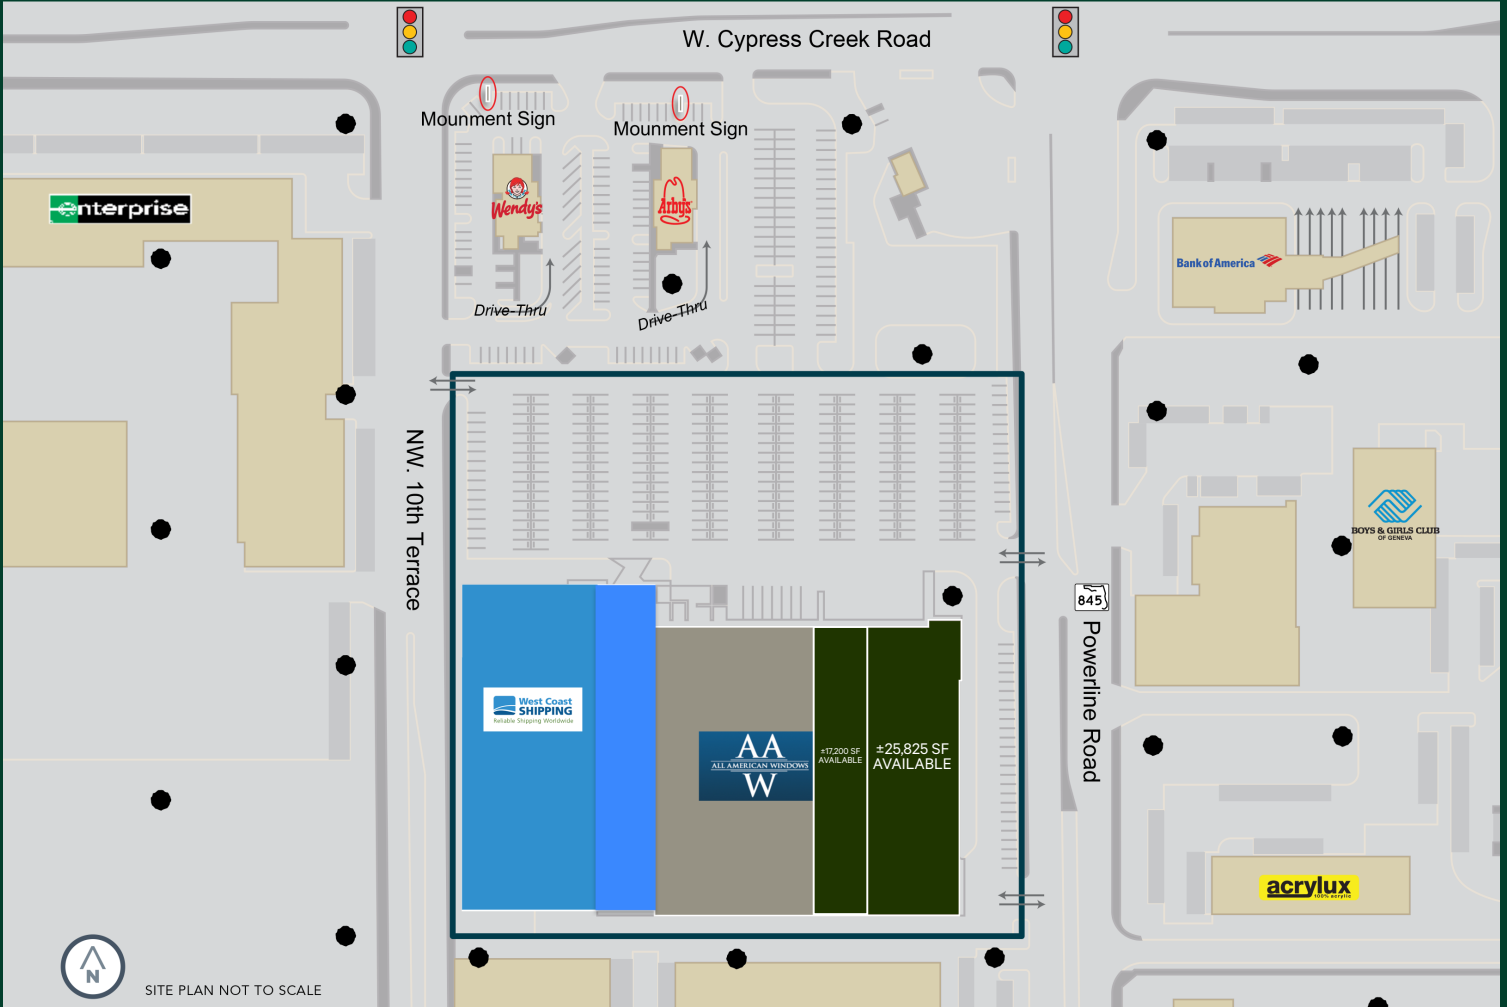 W. Cypress Creek Road
Mounment Sign
Mounment Sign
enterprise
Wendy's
Arby's
Bank of America
Drive-Thru
Drive-Thru
NW. 10th Terrace
BOYS & GIRLS CLUB
OF GENEVA
845
Powerline Road
West Coast
SHIPPING
Reliable Shipping Worldwide
AA
ALL AMERICAN WINDOWS
W
±17,200 SF
AVAILABLE
±25,825 SF
AVAILABLE
acrylux
100% acrylic
N
SITE PLAN NOT TO SCALE